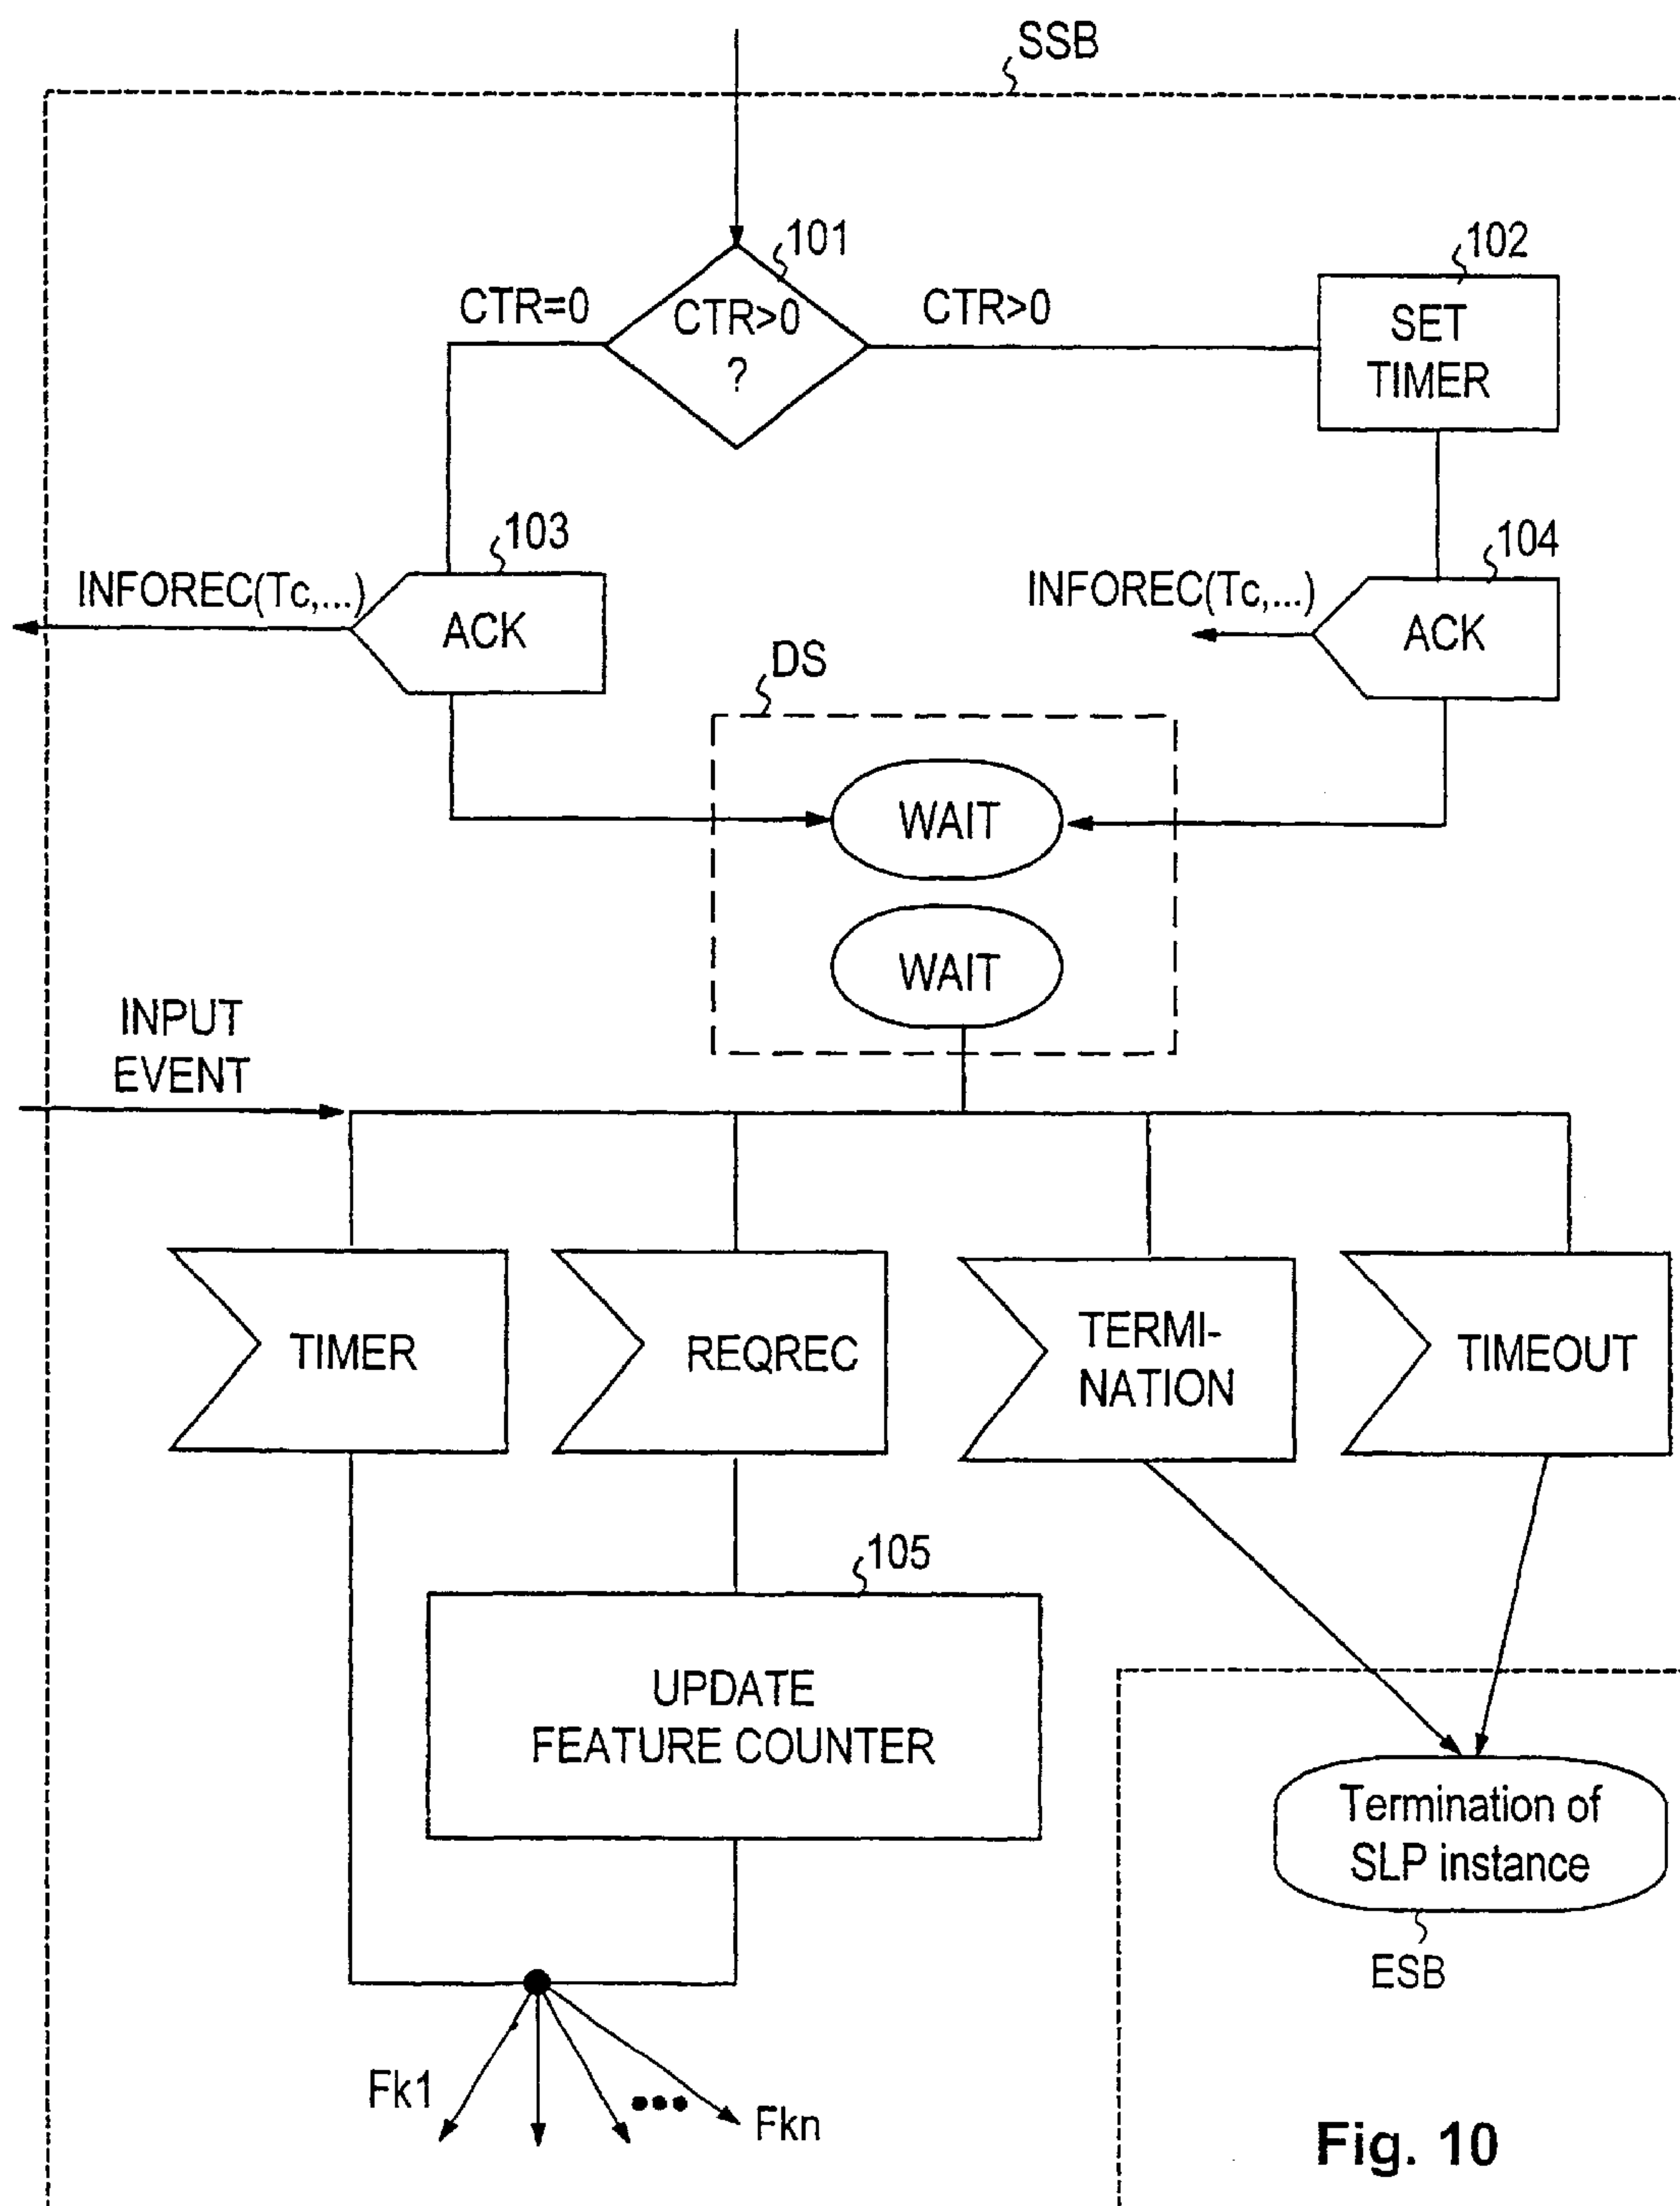 SSB
101
102
CTR=0
CTR>0
?
CTR>0
SET
TIMER
103
104
INFOREC(Tc,...)
ACK
INFOREC(Tc,...)
ACK
DS
WAIT
WAIT
INPUT
EVENT
TIMER
REQREC
TERMI-
NATION
TIMEOUT
105
UPDATE
FEATURE COUNTER
Termination of
SLP instance
ESB
Fk1
•••
Fkn
Fig. 10